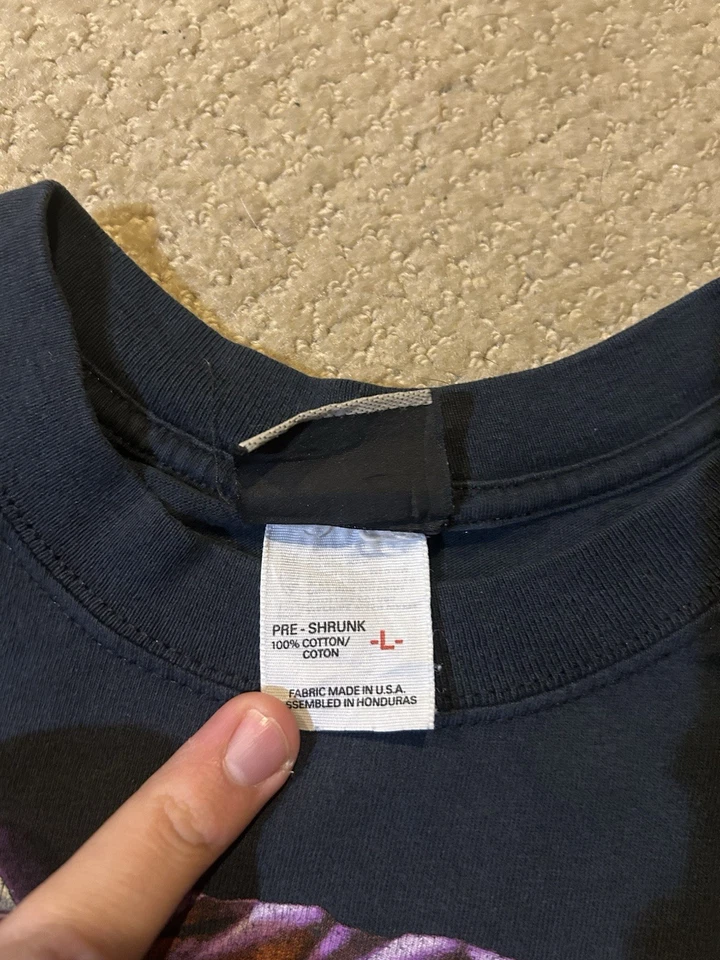 PRE - SHRUNK
100% COTTON/
COTON
-L-
FABRIC MADE IN U.S.A.
SSEMBLED IN HONDURAS